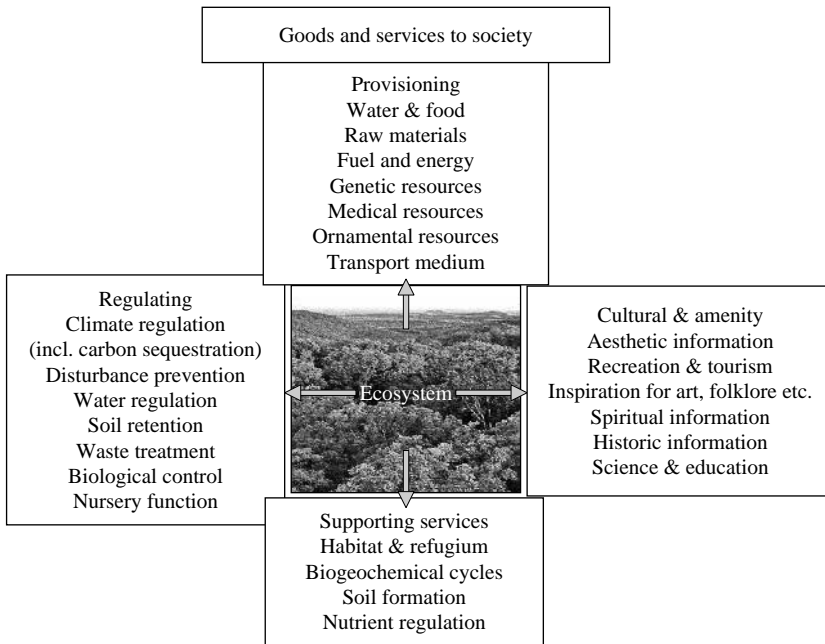 Goods and services to society
Provisioning
Water & food
Raw materials
Fuel and energy
Genetic resources
Medical resources
Ornamental resources
Transport medium
Regulating
Climate regulation
(incl. carbon sequestration)
Disturbance prevention
Water regulation
Soil retention
Waste treatment
Biological control
Nursery function
Ecosystem
Cultural & amenity
Aesthetic information
Recreation & tourism
Inspiration for art, folklore etc.
Spiritual information
Historic information
Science & education
Supporting services
Habitat & refugium
Biogeochemical cycles
Soil formation
Nutrient regulation